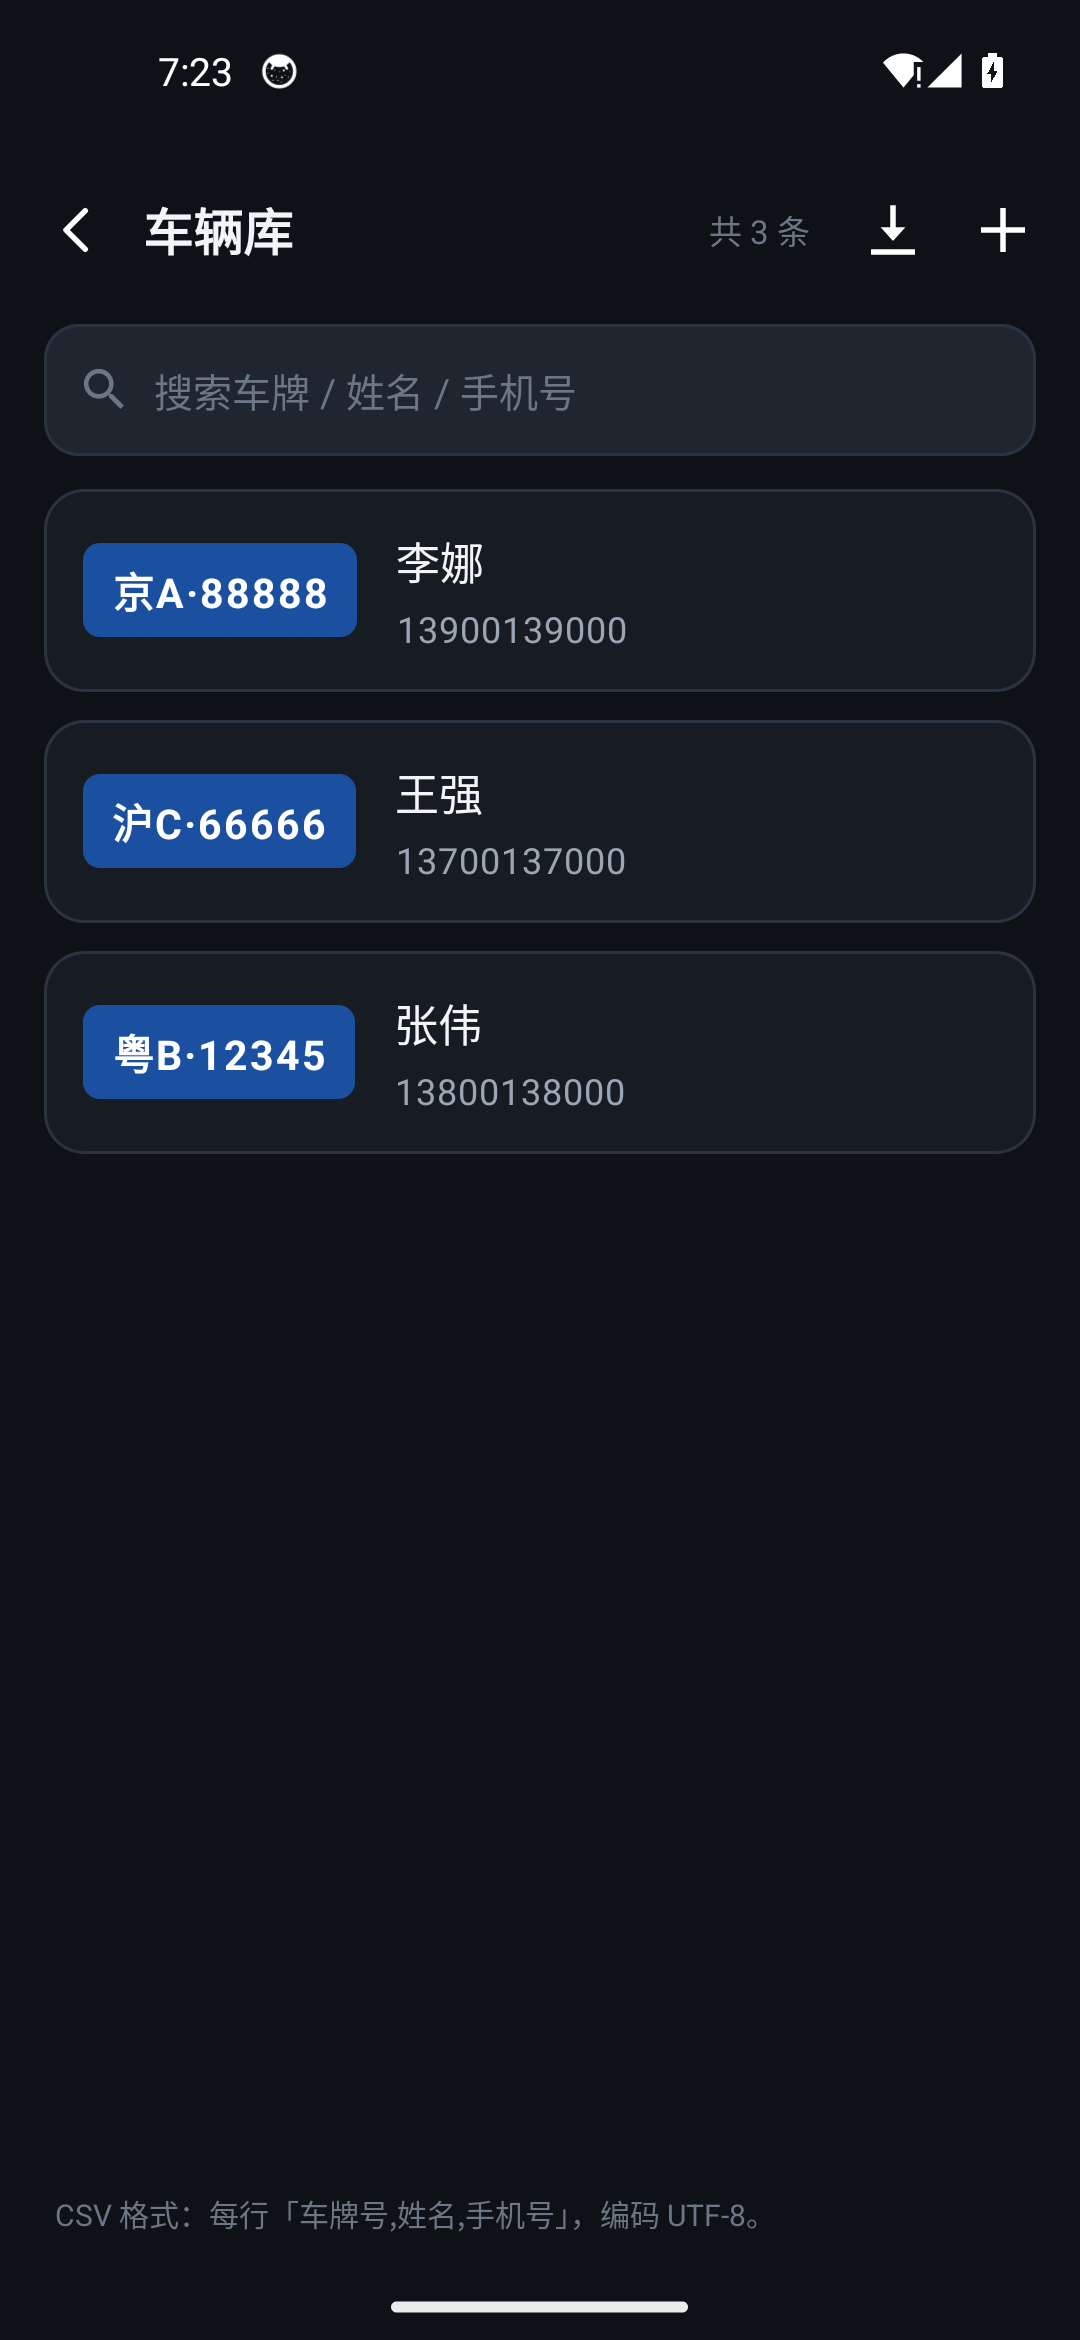 7:23
车辆库
共 3 条
搜索车牌 / 姓名 / 手机号
京A·88888
李娜
13900139000
沪C·66666
王强
13700137000
粤B·12345
张伟
13800138000
CSV 格式：每行「车牌号,姓名,手机号」，编码 UTF-8。